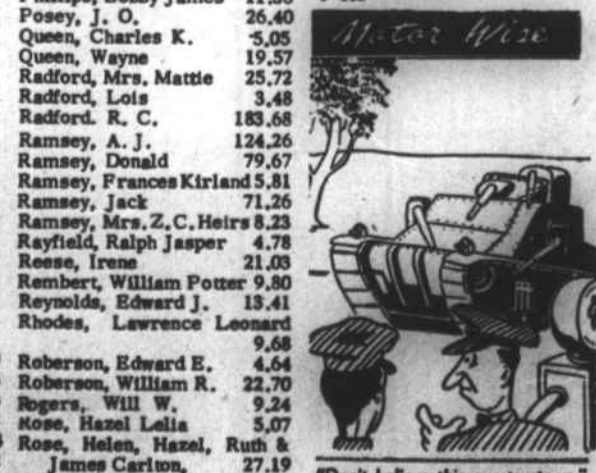 Posey, J. O. 26.40
Queen, Charles K. 5.05
Queen, Wayne 19.57
Radford, Mrs. Mattie 25.72
Radford, Lois 3.48
Radford. R. C. 183.68
Ramsey, A. J. 124.26
Ramsey, Donald 79.67
Ramsey, Frances Kirland 5.81
Ramsey, Jack 71.26
Ramsey, Mrs. Z. C. Heirs 8.23
Rayfield, Ralph Jasper 4.78
Reese, Irene 21.03
Rembert, William Potter 9.80
Reynolds, Edward J. 13.41
Rhodes, Lawrence Leonard
9.68
Roberson, Edward E. 4.64
Roberson, William R. 22.70
Rogers, Will W. 9.24
Rose, Hazel Lelia 5.07
Rose, Helen, Hazel, Ruth &
James Carlton, 27.19
Motor Wize